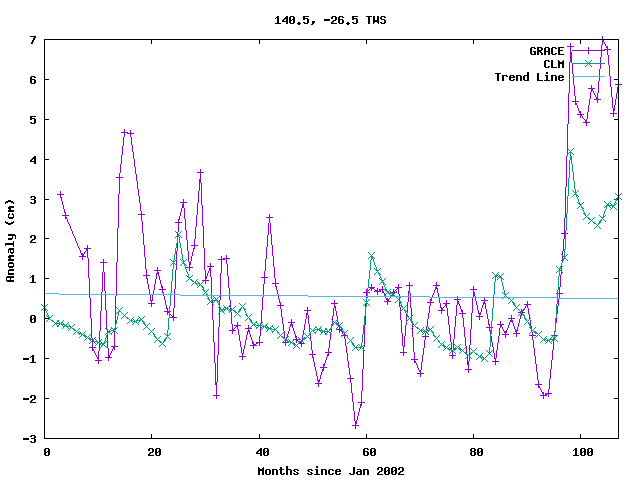 140.5, -26.5 TWS
GRACE
CLM
Trend Line
7
6
5
4
3
2
1
0
-1
-2
-3
Anomaly (cm)
0 20 40 60 80 100
Months since Jan 2002